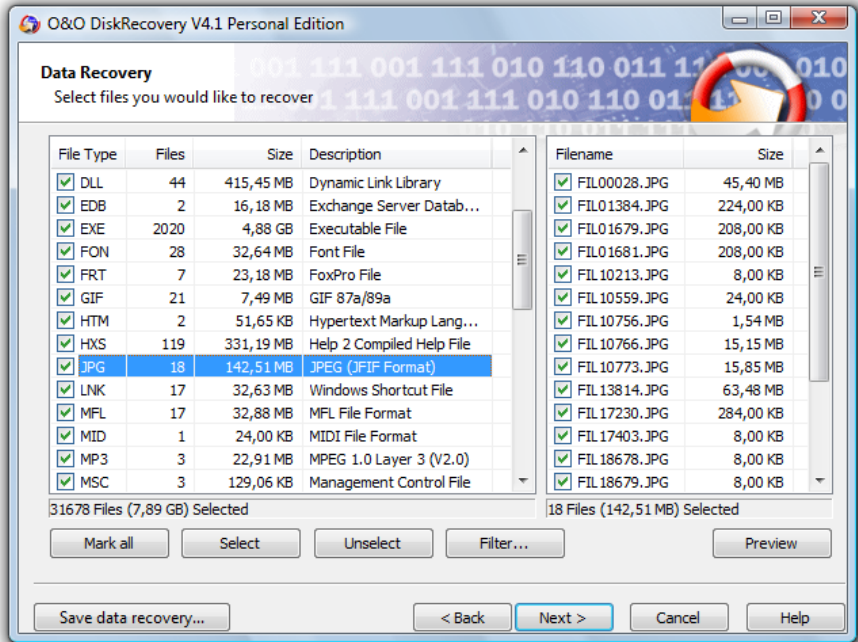 O&O DiskRecovery V4.1 Personal Edition
Data Recovery
Select files you would like to recover
File Type Files Size Description
DLL 44 415,45 MB Dynamic Link Library
EDB 2 16,18 MB Exchange Server Datab...
EXE 2020 4,88 GB Executable File
FON 28 32,64 MB Font File
FRT 7 23,18 MB FoxPro File
GIF 21 7,49 MB GIF 87a/89a
HTM 2 51,65 KB Hypertext Markup Lang...
HXS 119 331,19 MB Help 2 Compiled Help File
JPG 18 142,51 MB JPEG (JFIF Format)
LNK 17 32,63 MB Windows Shortcut File
MFL 17 32,88 MB MFL File Format
MID 1 24,00 KB MIDI File Format
MP3 3 22,91 MB MPEG 1.0 Layer 3 (V2.0)
MSC 3 129,06 KB Management Control File
31678 Files (7,89 GB) Selected
Filename Size
FIL00028.JPG 45,40 MB
FIL01384.JPG 224,00 KB
FIL01679.JPG 208,00 KB
FIL01681.JPG 208,00 KB
FIL10213.JPG 8,00 KB
FIL10559.JPG 24,00 KB
FIL10756.JPG 1,54 MB
FIL10766.JPG 15,15 MB
FIL10773.JPG 15,85 MB
FIL13814.JPG 63,48 MB
FIL17230.JPG 284,00 KB
FIL17403.JPG 8,00 KB
FIL18678.JPG 8,00 KB
FIL18679.JPG 8,00 KB
18 Files (142,51 MB) Selected
Mark all Select Unselect Filter... Preview
Save data recovery... < Back Next > Cancel Help